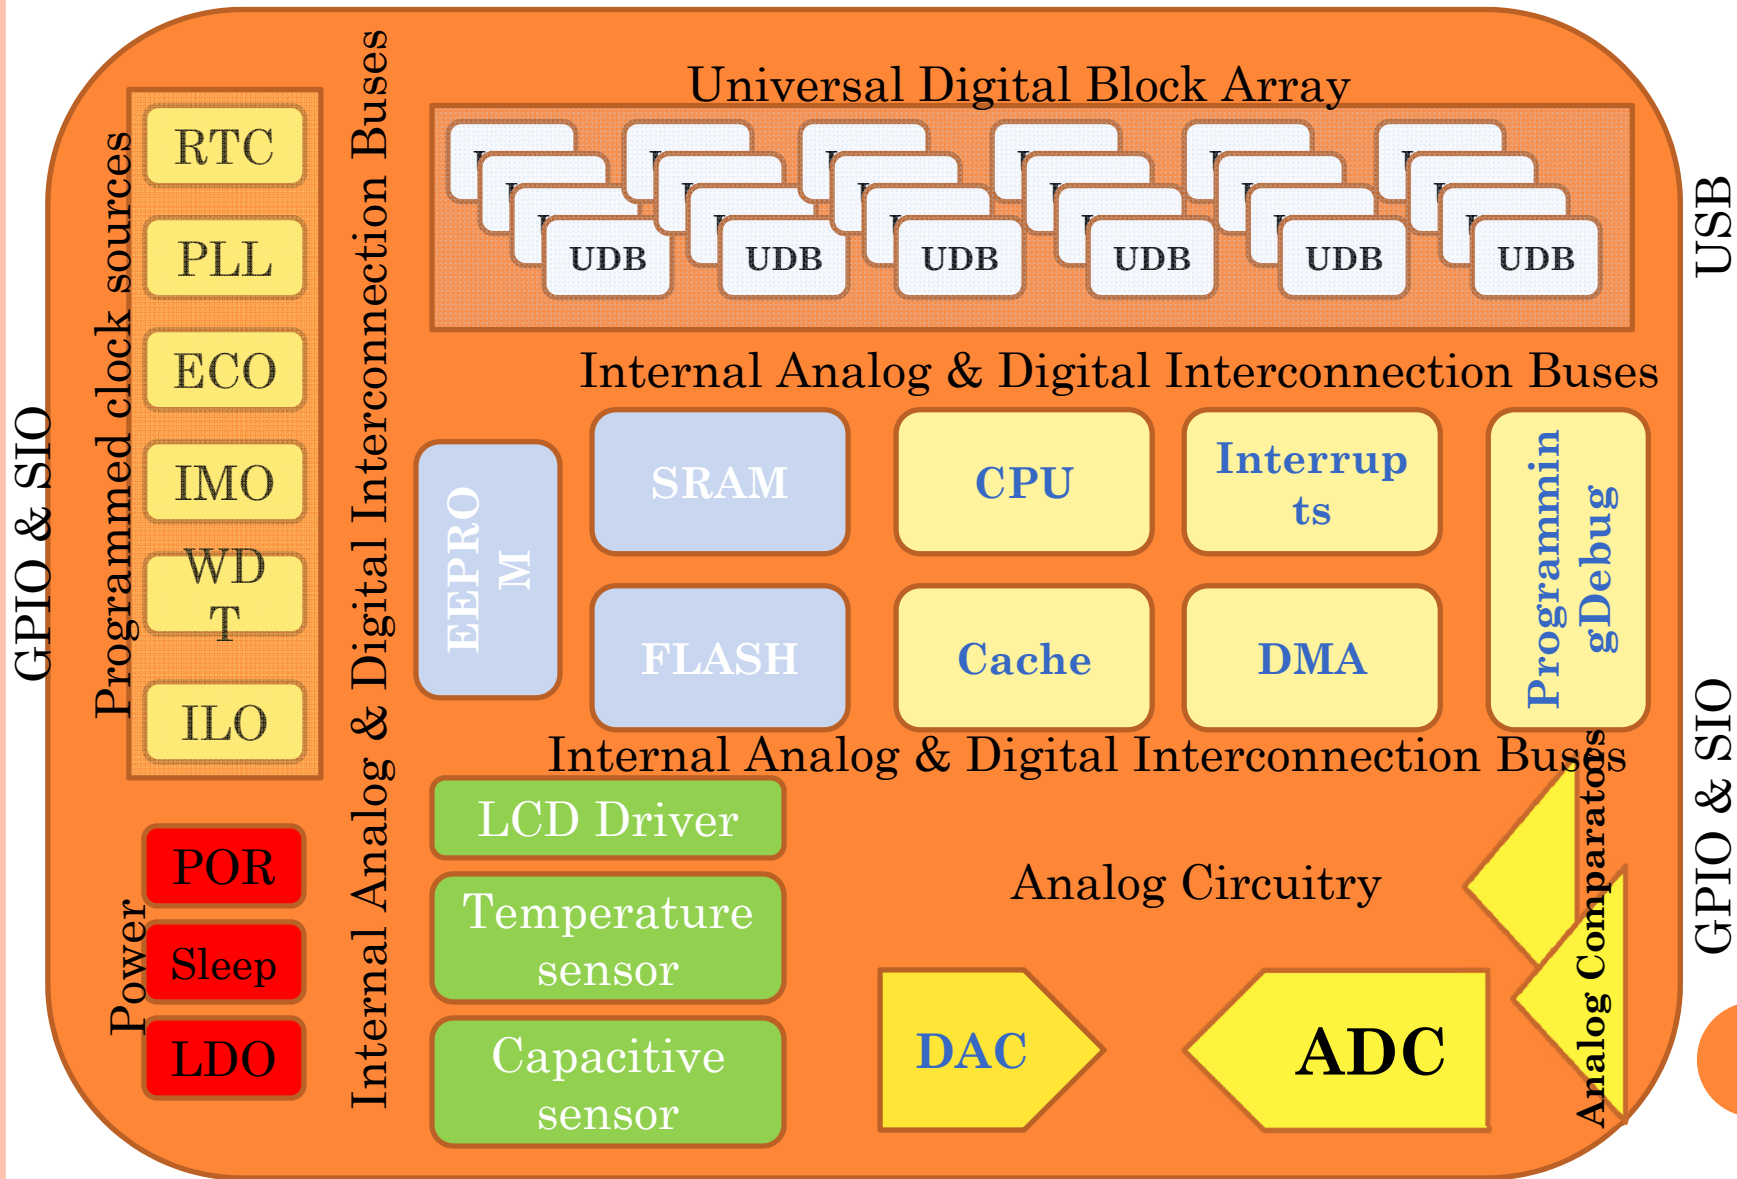 Universal Digital Block Array
UDB
UDB
UDB
UDB
UDB
UDB
USB
GPIO & SIO
Programmed clock sources
RTC
PLL
ECO
IMO
WD
T
ILO
Internal Analog & Digital Interconnection Buses
Internal Analog & Digital Interconnection Buses
EEPRO
M
SRAM
CPU
Interrup
ts
Programmin
gDebug
FLASH
Cache
DMA
Internal Analog & Digital Interconnection Buses
Power
POR
Sleep
LDO
LCD Driver
Temperature
sensor
Capacitive
sensor
Analog Circuitry
DAC
ADC
Analog Comparators
GPIO & SIO